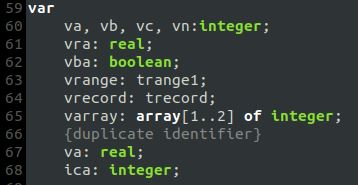 59 var
60 va, vb, vc, vn:integer;
61 vra: real;
62 vba: boolean;
63 vrange: trange1;
64 vrecord: trecord;
65 varray: array[1..2] of integer;
66 {duplicate identifier}
67 va: real;
68 ica: integer;